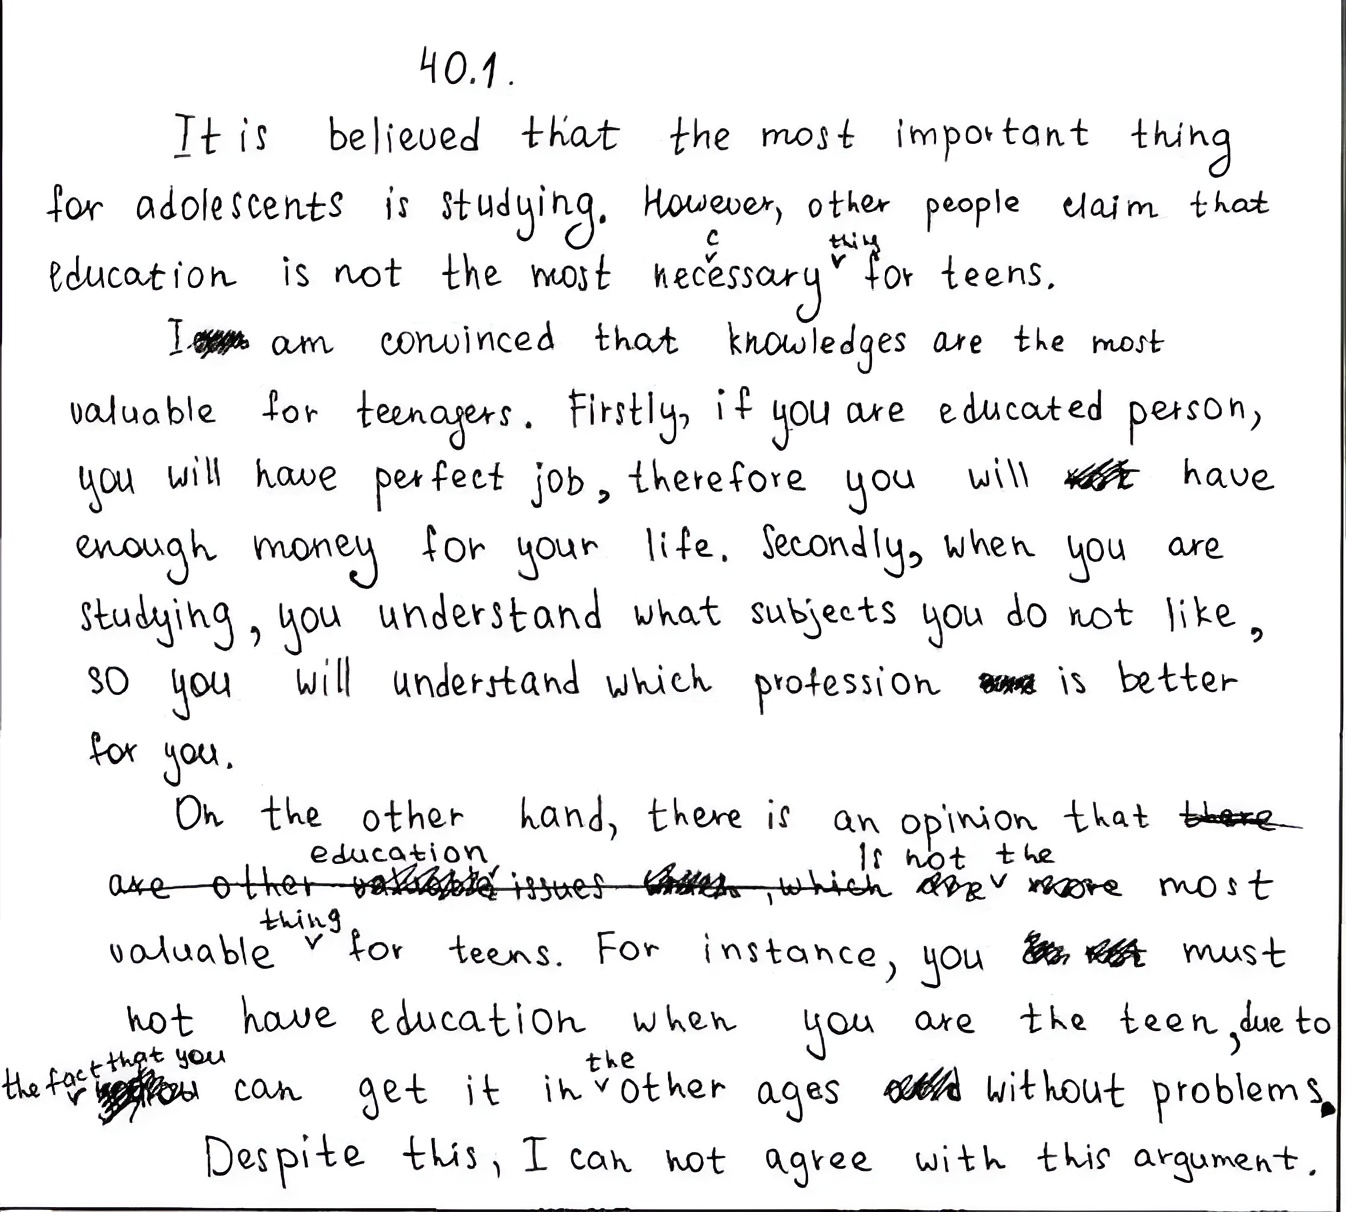 40.1.
It is believed that the most important thing
for adolescents is studying. However, other people claim that
education is not the most neccessary thing for teens.
I am convinced that knowledges are the most
valuable for teenagers. Firstly, if you are educated person,
you will have perfect job, therefore you will have
enough money for your life. Secondly, when you are
studying, you understand what subjects you do not like,
so you will understand which profession is better
for you.
On the other hand, there is an opinion that there
are other issues , which education is not the most
valuable thing for teens. For instance, you must
not have education when you are the teen, due to
the fact that you can get it in the other ages without problems.
Despite this, I can not agree with this argument.